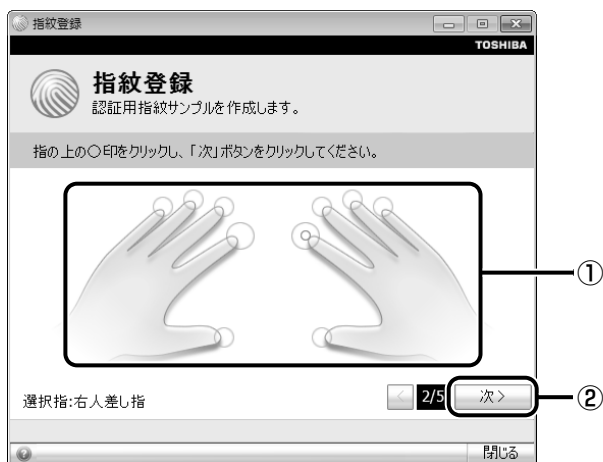 指紋登録
TOSHIBA
指紋登録
認証用指紋サンプルを作成します。
指の上の○印をクリックし、「次」ボタンをクリックしてください。
①
選択指:右人差し指
< 2/5 次 > ②
閉じる